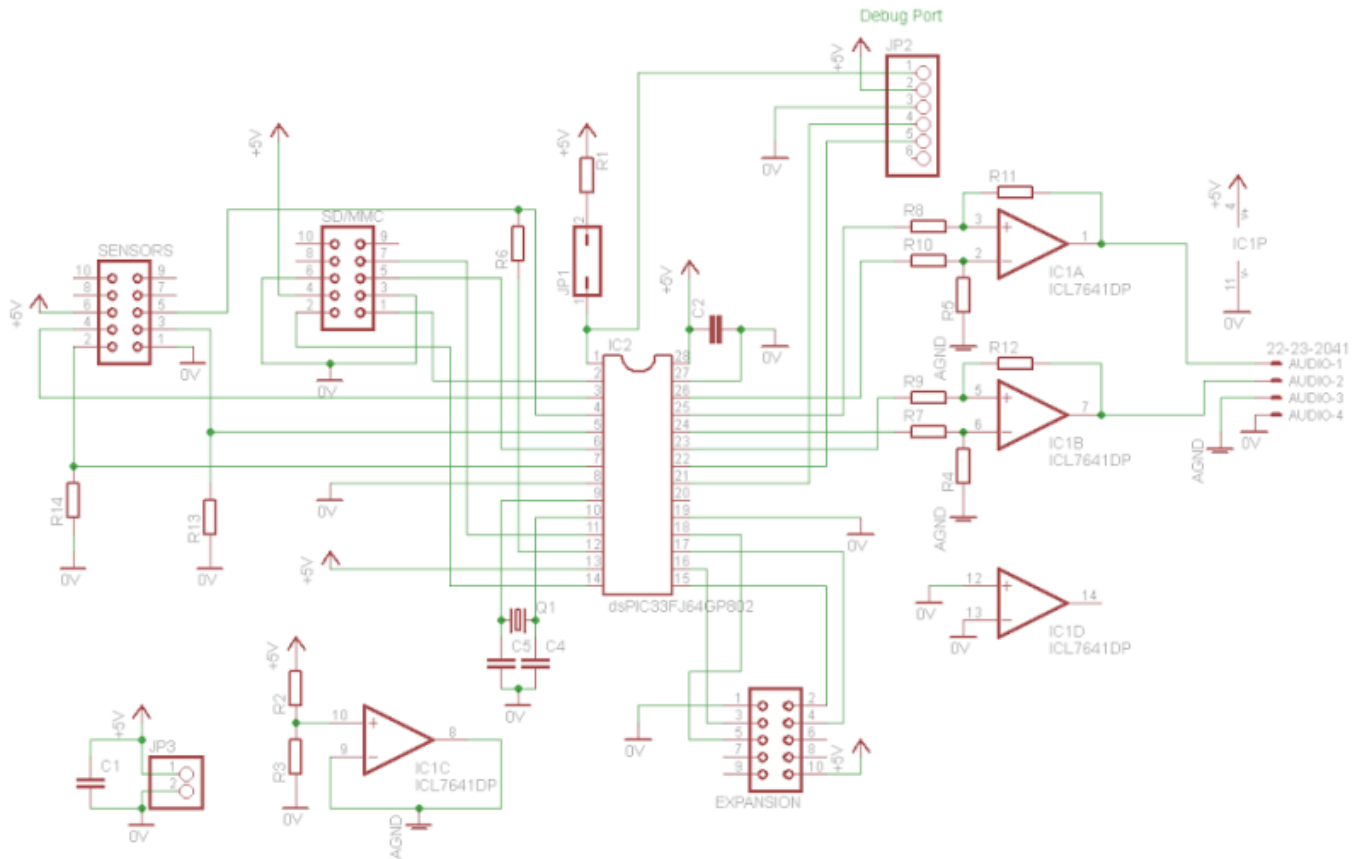 Debug Port
JP2
+5V
1
2
3
4
5
6
0V
+5V
+5V
R1
2
JP1
1
SD/MMC
10 9
8 7
6 5
4 3
2 1
0V
R6
SENSORS
10 9
8 7
6 5
4 3
2 1
+5V
0V
+5V
C2
0V
R11
R8
R10
3
2
1
IC1A
ICL7641DP
R5
AGND
+5V
4
V+
IC1P
V-
11
0V
22-23-2041
AUDIO-1
AUDIO-2
AUDIO-3
AUDIO-4
AGND
0V
R12
R9
R7
5
6
7
IC1B
ICL7641DP
R4
AGND
IC2
1 28
2 27
3 26
4 25
5 24
6 23
7 22
8 21
9 20
10 19
11 18
12 17
13 16
14 15
dsPIC33FJ64GP802
0V
0V
+5V
R14
0V
R13
0V
Q1
C5 C4
0V
12
13
14
0V
0V
IC1D
ICL7641DP
+5V
R2
R3
0V
10
9
8
IC1C
ICL7641DP
AGND
+5V
C1
JP3
1
2
0V
1 2
3 4
5 6
7 8
9 10
0V
+5V
EXPANSION